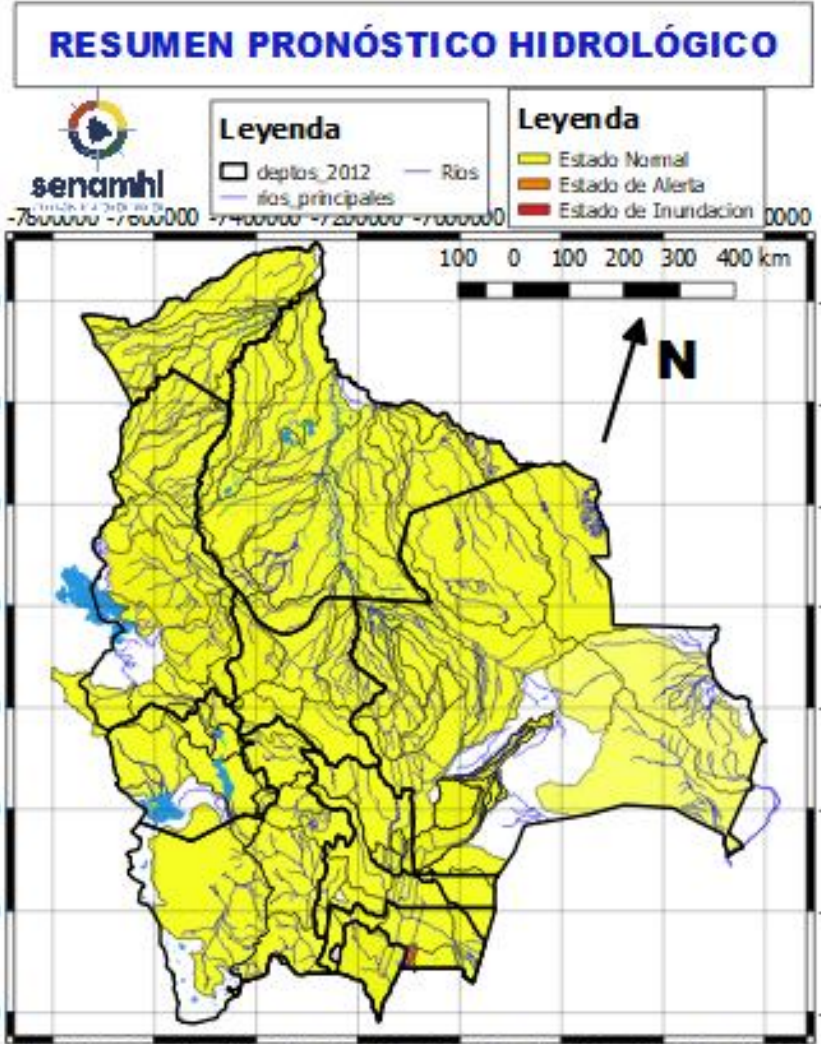 RESUMEN PRONÓSTICO HIDROLÓGICO
senamhi
Leyenda
deptos_2012
Rios
rios_principales
Leyenda
Estado Normal
Estado de Alerta
Estado de Inundacion
-7800000 -7600000 -7400000 -7200000 -7000000
100 0 100 200 300 400 km
N